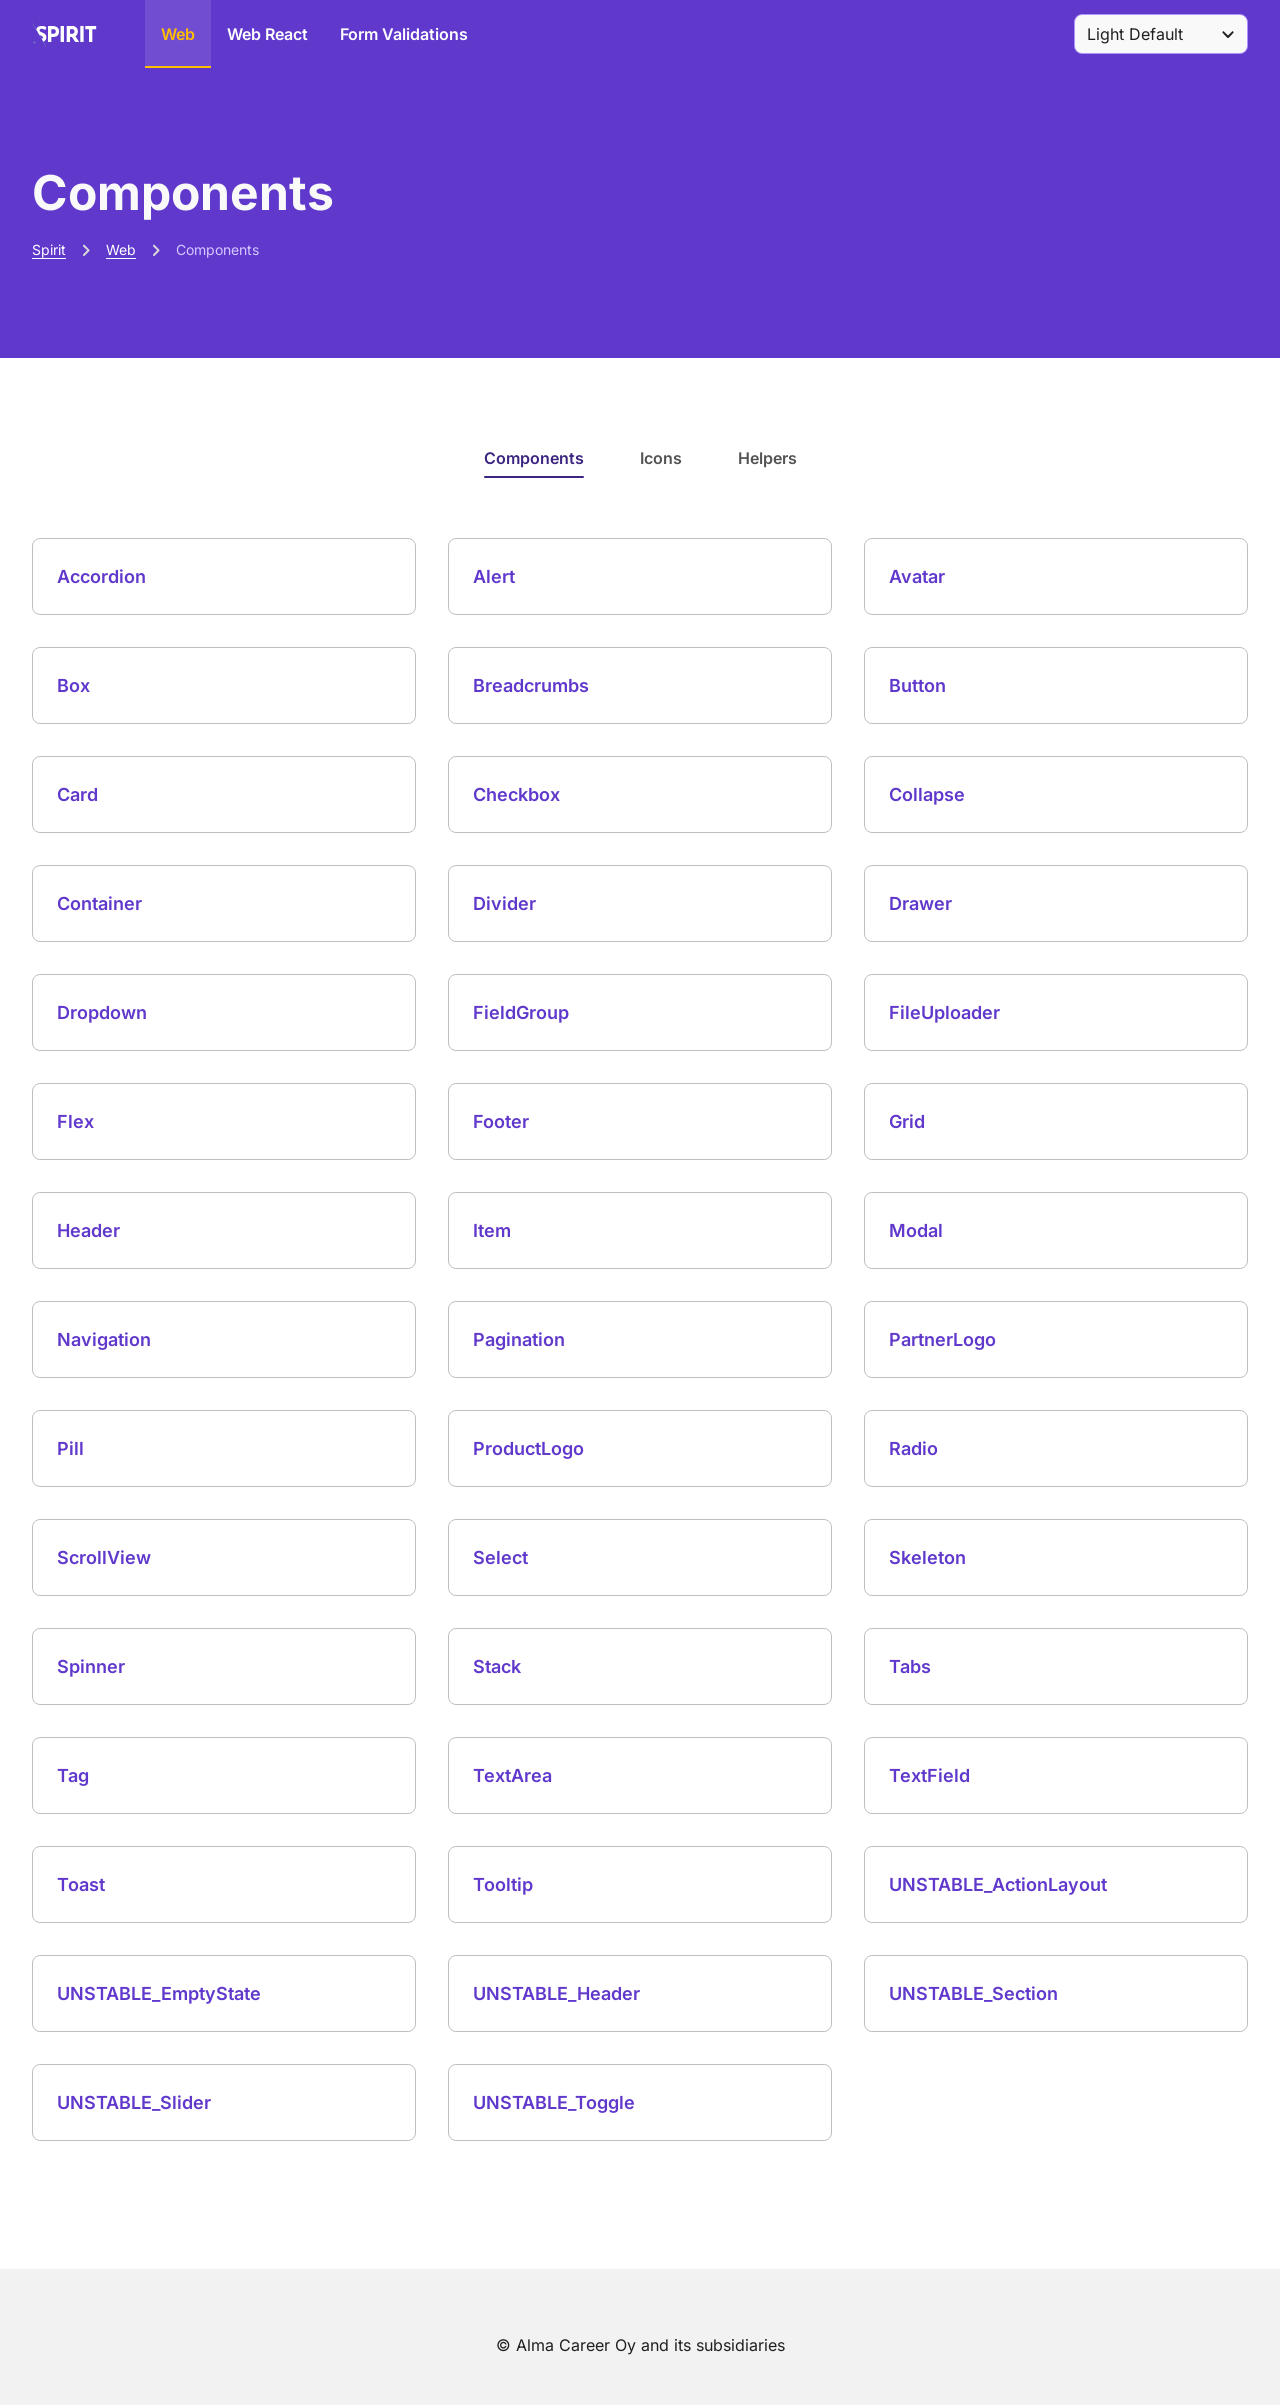 SPIRIT
Web
Web React
Form Validations
Light Default
Components
Spirit
Web
Components
Components
Icons
Helpers
Accordion
Alert
Avatar
Box
Breadcrumbs
Button
Card
Checkbox
Collapse
Container
Divider
Drawer
Dropdown
FieldGroup
FileUploader
Flex
Footer
Grid
Header
Item
Modal
Navigation
Pagination
PartnerLogo
Pill
ProductLogo
Radio
ScrollView
Select
Skeleton
Spinner
Stack
Tabs
Tag
TextArea
TextField
Toast
Tooltip
UNSTABLE_ActionLayout
UNSTABLE_EmptyState
UNSTABLE_Header
UNSTABLE_Section
UNSTABLE_Slider
UNSTABLE_Toggle
© Alma Career Oy and its subsidiaries